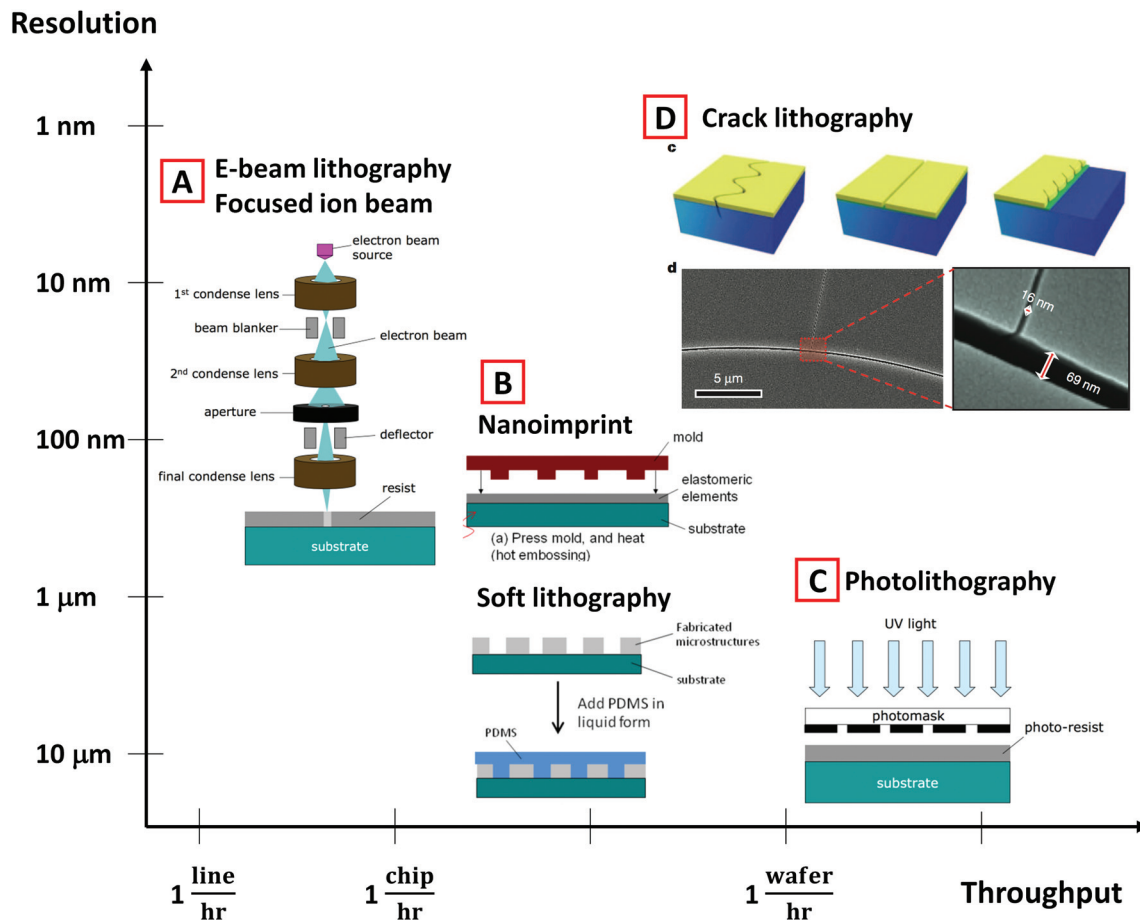 Resolution
1 nm
10 nm
100 nm
1 μm
10 μm
A
E-beam lithography
Focused ion beam
electron beam
source
1st condense lens
beam blanker
electron beam
2nd condense lens
aperture
deflector
final condense lens
resist
substrate
B
Nanoimprint
mold
elastomeric
elements
substrate
(a) Press mold, and heat
(hot embossing)
Soft lithography
Fabricated
microstructures
substrate
Add PDMS in
liquid form
PDMS
D
Crack lithography
c
d
5 μm
16 nm
69 nm
C
Photolithography
UV light
photomask
photo-resist
substrate
1 line/hr
1 chip/hr
1 wafer/hr
Throughput